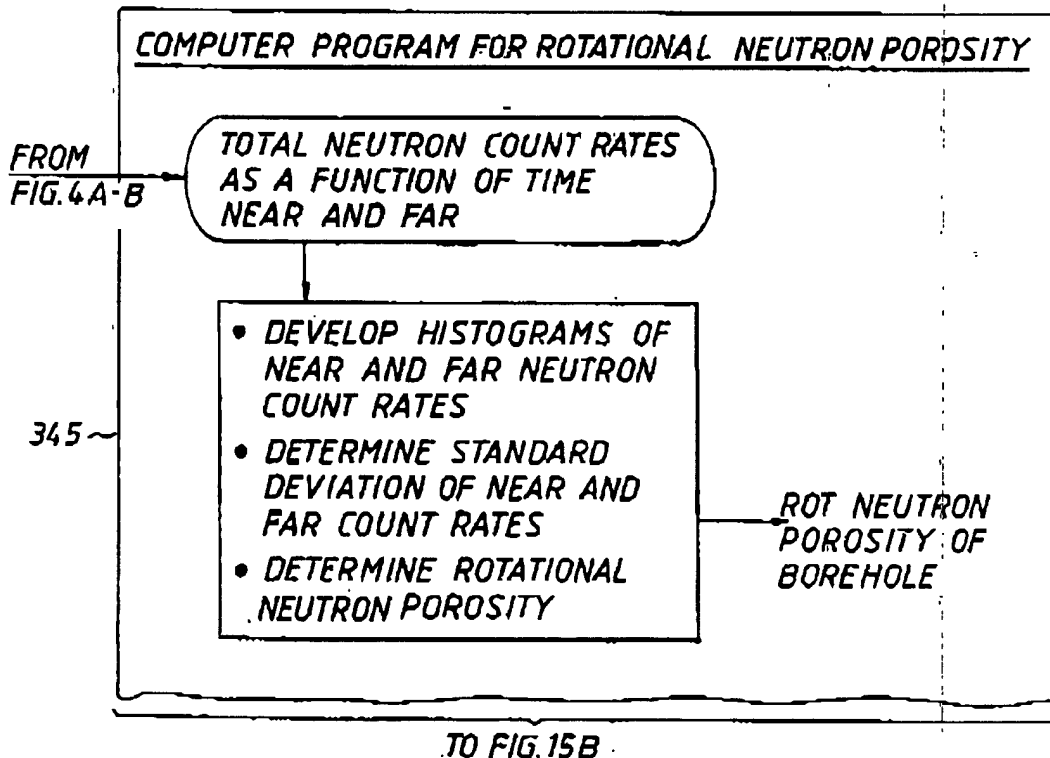 COMPUTER PROGRAM FOR ROTATIONAL NEUTRON POROSITY
FROM
FIG.4A-B
TOTAL NEUTRON COUNT RATES
AS A FUNCTION OF TIME
NEAR AND FAR
• DEVELOP HISTOGRAMS OF
NEAR AND FAR NEUTRON
COUNT RATES
• DETERMINE STANDARD
DEVIATION OF NEAR AND
FAR COUNT RATES
• DETERMINE ROTATIONAL
NEUTRON POROSITY
345
ROT NEUTRON
POROSITY OF
BOREHOLE
TO FIG.15B